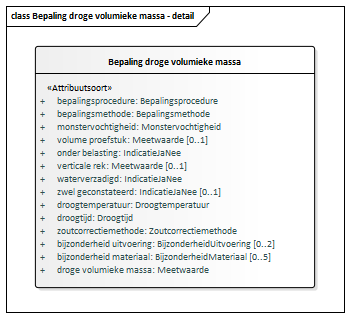 class Bepaling droge volumieke massa - detail
Bepaling droge volumieke massa
«Attribuutsoort»
+ bepalingsprocedure: Bepalingsprocedure
+ bepalingsmethode: Bepalingsmethode
+ monstervochtigheid: Monstervochtigheid
+ volume proefstuk: Meetwaarde [0..1]
+ onder belasting: IndicatieJaNee
+ verticale rek: Meetwaarde [0..1]
+ waterverzadigd: IndicatieJaNee
+ zwel geconstateerd: IndicatieJaNee [0..1]
+ droogtemperatuur: Droogtemperatuur
+ droogtijd: Droogtijd
+ zoutcorrectiemethode: Zoutcorrectiemethode
+ bijzonderheid uitvoering: BijzonderheidUitvoering [0..2]
+ bijzonderheid materiaal: BijzonderheidMateriaal [0..5]
+ droge volumieke massa: Meetwaarde